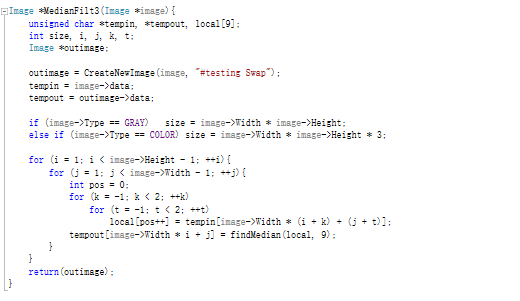 Image *MedianFilt3(Image *image){
unsigned char *tempin, *tempout, local[9];
int size, i, j, k, t;
Image *outimage;
outimage = CreateNewImage(image, "#testing Swap");
tempin = image->data;
tempout = outimage->data;
if (image->Type == GRAY)   size = image->Width * image->Height;
else if (image->Type == COLOR) size = image->Width * image->Height * 3;
for (i = 1; i < image->Height - 1; ++i){
for (j = 1; j < image->Width - 1; ++j){
int pos = 0;
for (k = -1; k < 2; ++k)
for (t = -1; t < 2; ++t)
local[pos++] = tempin[image->Width * (i + k) + (j + t)];
tempout[image->Width * i + j] = findMedian(local, 9);
}
}
return(outimage);
}